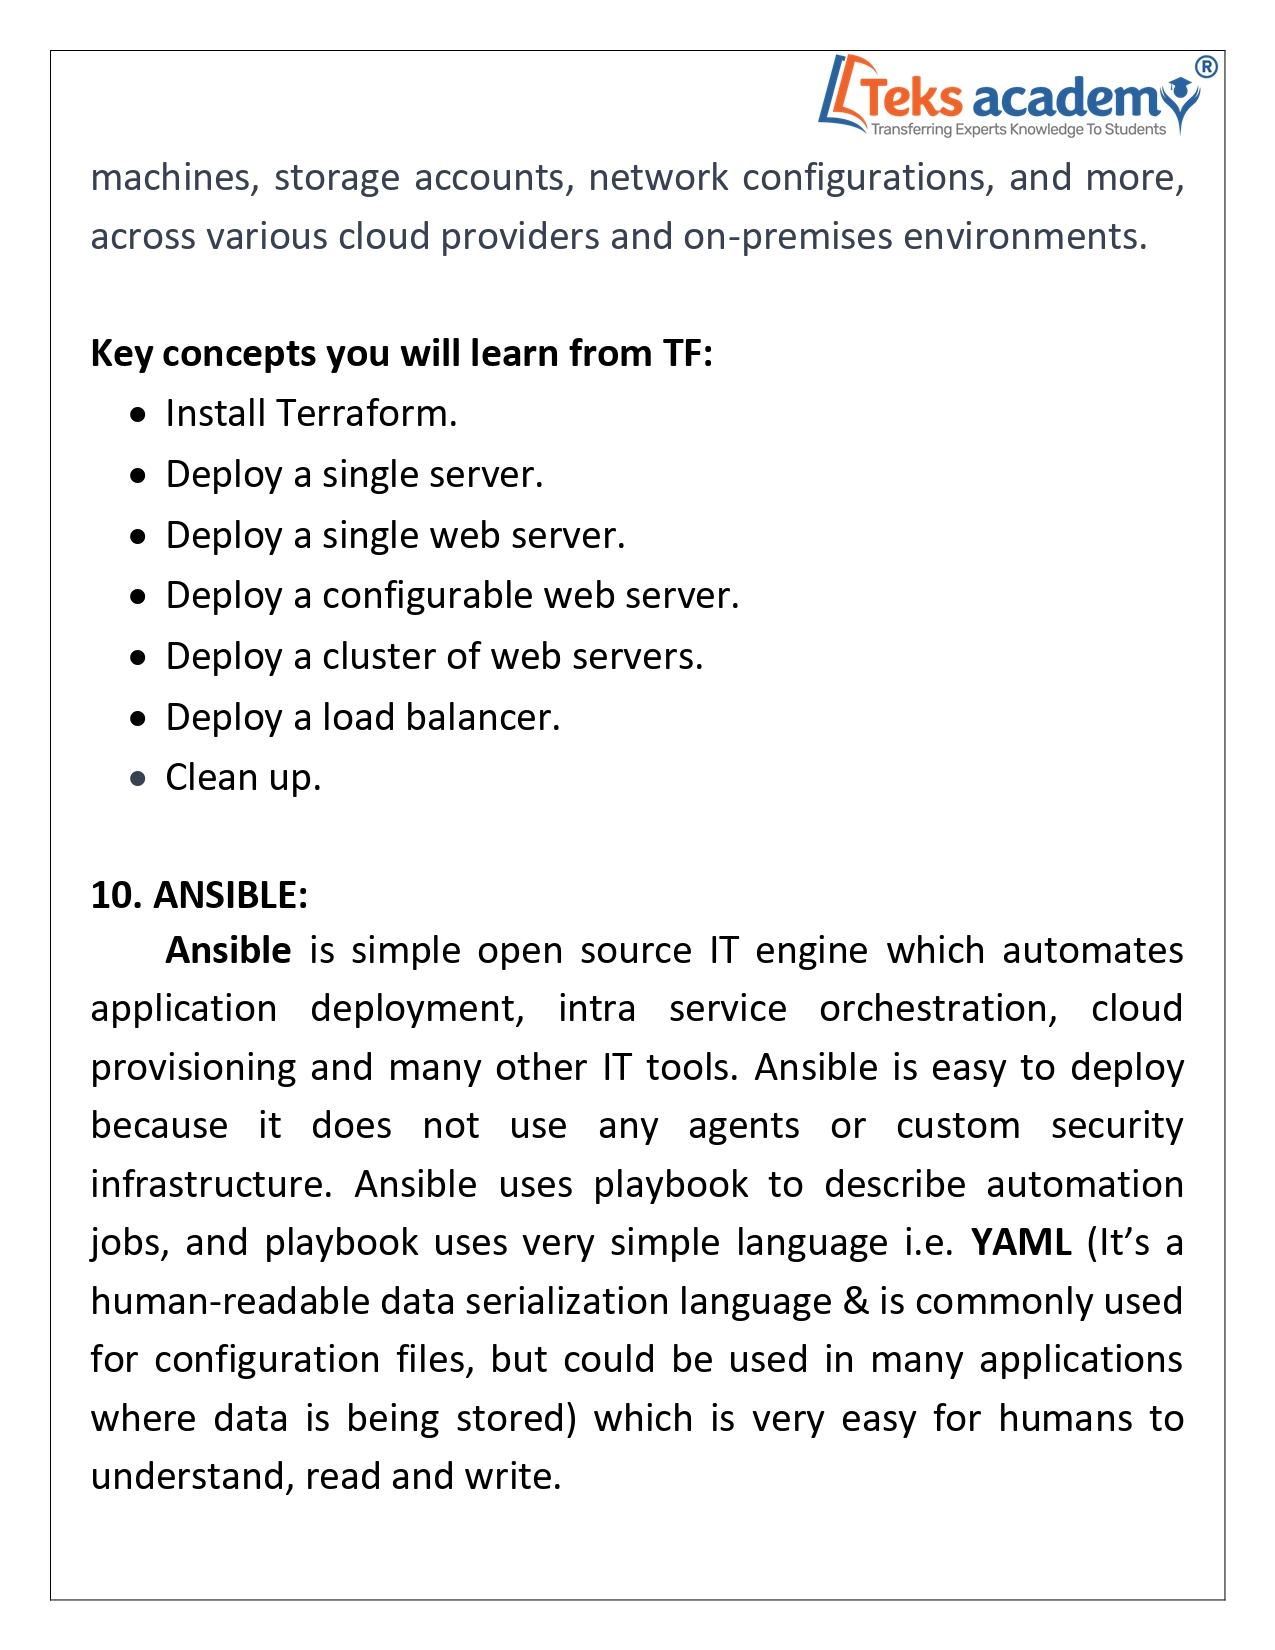 Teks academy®
Transferring Experts Knowledge To Students
machines, storage accounts, network configurations, and more,
across various cloud providers and on-premises environments.
Key concepts you will learn from TF:
• Install Terraform.
• Deploy a single server.
• Deploy a single web server.
• Deploy a configurable web server.
• Deploy a cluster of web servers.
• Deploy a load balancer.
• Clean up.
10. ANSIBLE:
Ansible is simple open source IT engine which automates
application deployment, intra service orchestration, cloud
provisioning and many other IT tools. Ansible is easy to deploy
because it does not use any agents or custom security
infrastructure. Ansible uses playbook to describe automation
jobs, and playbook uses very simple language i.e. YAML (It’s a
human-readable data serialization language & is commonly used
for configuration files, but could be used in many applications
where data is being stored) which is very easy for humans to
understand, read and write.